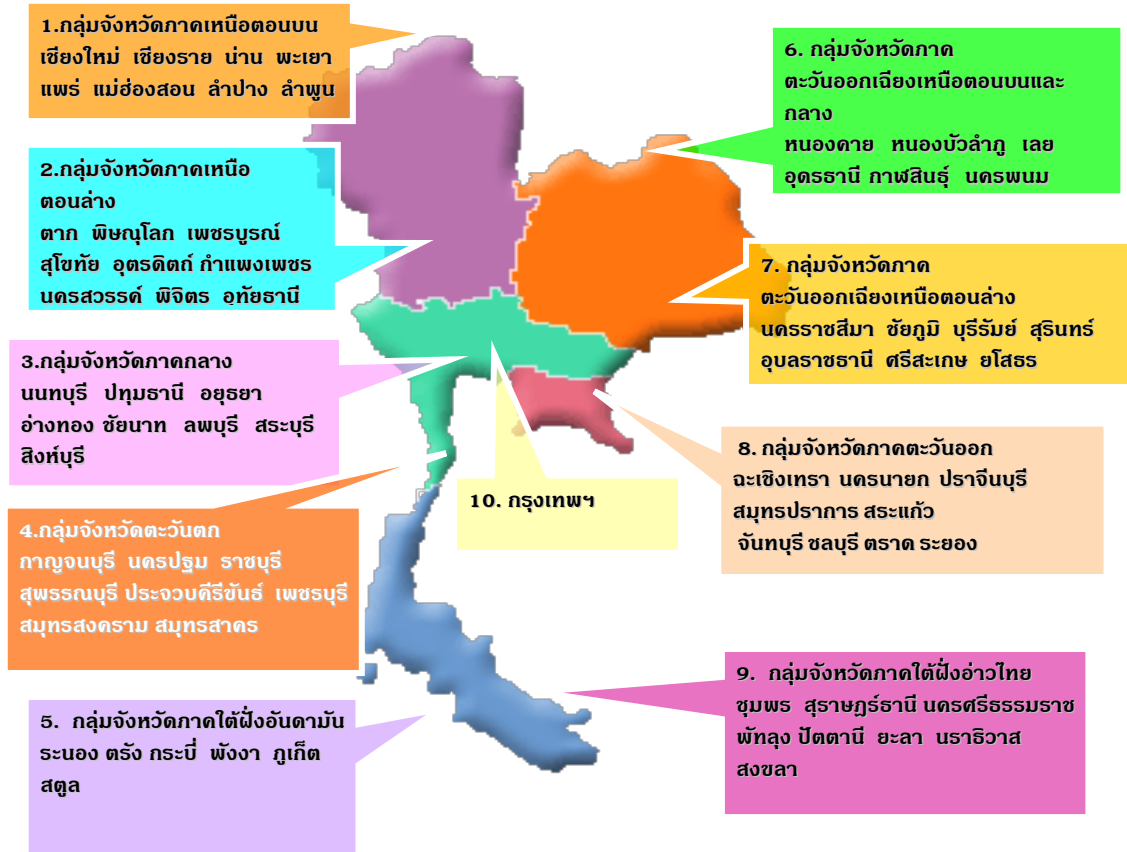 1.กลุ่มจังหวัดภาคเหนือตอนบน
เชียงใหม่ เชียงราย น่าน พะเยา
แพร่ แม่ฮ่องสอน ลำปาง ลำพูน
2.กลุ่มจังหวัดภาคเหนือ
ตอนล่าง
ตาก พิษณุโลก เพชรบูรณ์
สุโขทัย อุตรดิตถ์ กำแพงเพชร
นครสวรรค์ พิจิตร อุทัยธานี
3.กลุ่มจังหวัดภาคกลาง
นนทบุรี ปทุมธานี อยุธยา
อ่างทอง ชัยนาท ลพบุรี สระบุรี
สิงห์บุรี
4.กลุ่มจังหวัดตะวันตก
กาญจนบุรี นครปฐม ราชบุรี
สุพรรณบุรี ประจวบคีรีขันธ์ เพชรบุรี
สมุทรสงคราม สมุทรสาคร
5. กลุ่มจังหวัดภาคใต้ฝั่งอันดามัน
ระนอง ตรัง กระบี่ พังงา ภูเก็ต
สตูล
6. กลุ่มจังหวัดภาค
ตะวันออกเฉียงเหนือตอนบนและ
กลาง
หนองคาย หนองบัวลำภู เลย
อุดรธานี กาฬสินธุ์ นครพนม
7. กลุ่มจังหวัดภาค
ตะวันออกเฉียงเหนือตอนล่าง
นครราชสีมา ชัยภูมิ บุรีรัมย์ สุรินทร์
อุบลราชธานี ศรีสะเกษ ยโสธร
8. กลุ่มจังหวัดภาคตะวันออก
ฉะเชิงเทรา นครนายก ปราจีนบุรี
สมุทรปราการ สระแก้ว
จันทบุรี ชลบุรี ตราด ระยอง
9. กลุ่มจังหวัดภาคใต้ฝั่งอ่าวไทย
ชุมพร สุราษฎร์ธานี นครศรีธรรมราช
พัทลุง ปัตตานี ยะลา นราธิวาส
สงขลา
10. กรุงเทพฯ